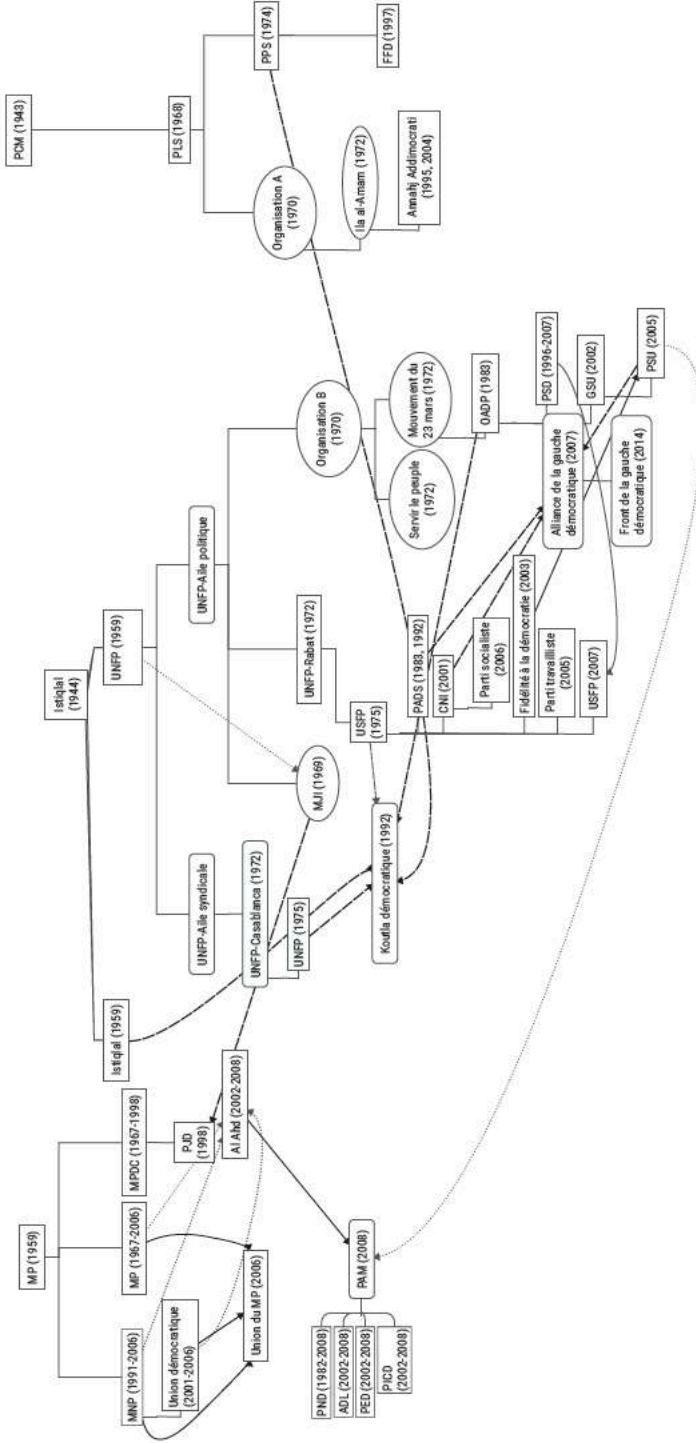 MP (1959)
MNP (1991-2006)
MP (1967-2006)
MPDC (1967-1998)
Union démocratique
(2001-2006)
PJD
(1998)
Al Ahd (2002-2008)
Union du MP (2006)
PND (1982-2008)
ADL (2002-2008)
PED (2002-2008)
PICD
(2002-2008)
PAM (2008)
Istiqlal
(1944)
Istiqlal (1959)
UNFP (1959)
UNFP-Aile syndicale
UNFP-Aile politique
UNFP-Casablanca (1972)
UNFP (1975)
MJI (1969)
UNFP-Rabat (1972)
Organisation B
(1970)
USFP
(1975)
Servir le peuple
(1972)
Mouvement du
23 mars (1972)
Koutla démocratique (1992)
PADS (1983, 1992)
CNI (2001)
Parti socialiste
(2006)
Fidélité à la démocratie (2003)
Parti travailliste
(2005)
USFP (2007)
OADP (1983)
PSD (1996-2007)
GSU (2002)
PSU (2005)
Alliance de la gauche
démocratique (2007)
Front de la gauche
démocratique (2014)
PCM (1943)
PLS (1968)
Organisation A
(1970)
PPS (1974)
Ila al-Amam (1972)
Annahj Addimocrati
(1995, 2004)
FFD (1997)